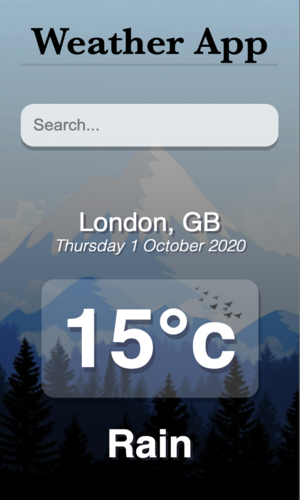 Weather App
Search...
London, GB
Thursday 1 October 2020
15°c
Rain